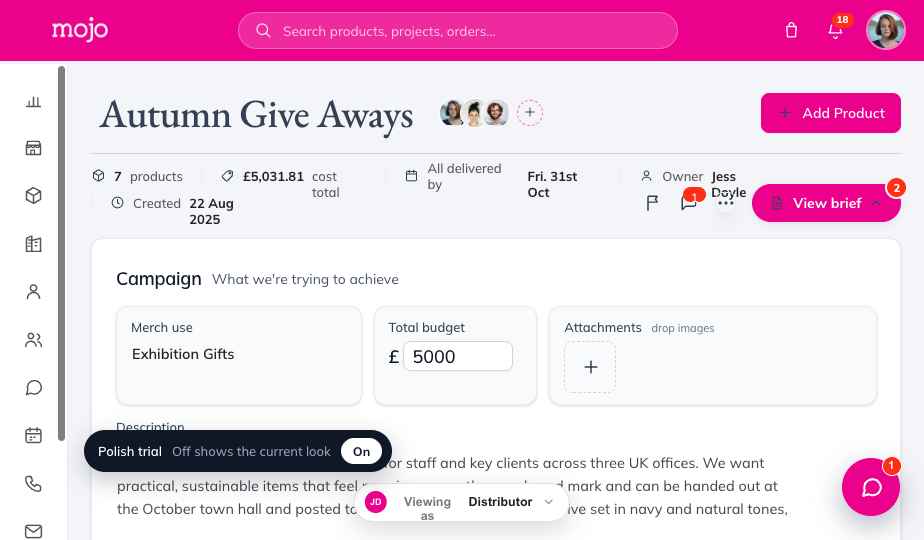 mojo
Search products, projects, orders...
18
Autumn Give Aways
Add Product
7 products
£5,031.81 cost total
All delivered by
Fri. 31st Oct
Owner Jess Doyle
Created 22 Aug 2025
1
View brief
2
Campaign What we're trying to achieve
Merch use
Exhibition Gifts
Total budget
£ 5000
Attachments drop images
Description
Polish trial Off shows the current look On
for staff and key clients across three UK offices. We want
practical, sustainable items that feel mark and can be handed out at
the October town hall and posted to set in navy and natural tones,
JD Viewing as Distributor
1